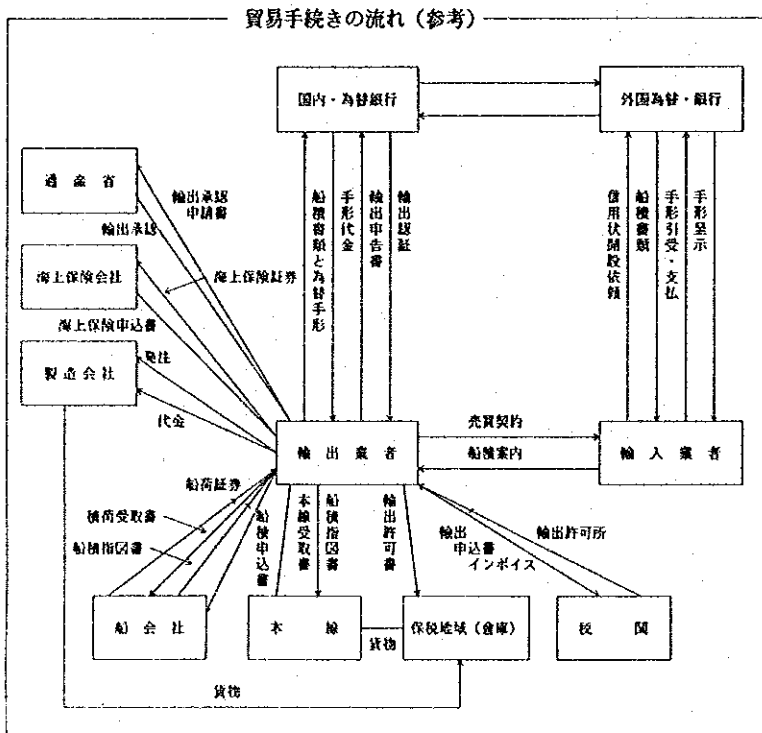 貿易手続きの流れ（参考）
国内・為替銀行
外国為替・銀行
通産省
輸出承認
申請書
輸出承認
海上保険会社
海上保険証券
海上保険申込書
製造会社
発注
代金
船積書類と為替手形
手形代金
輸出申告書
輸出認証
信用状開設依頼
船積書類
手形引受・支払
手形呈示
輸出業者
売買契約
船積案内
輸入業者
船荷証券
積荷受取書
船積指図書
船積申込書
本線受取書
船積指図書
輸出許可書
輸出
申込書
インボイス
輸出許可所
船会社
本線
貨物
保税地域（倉庫）
税関
貨物